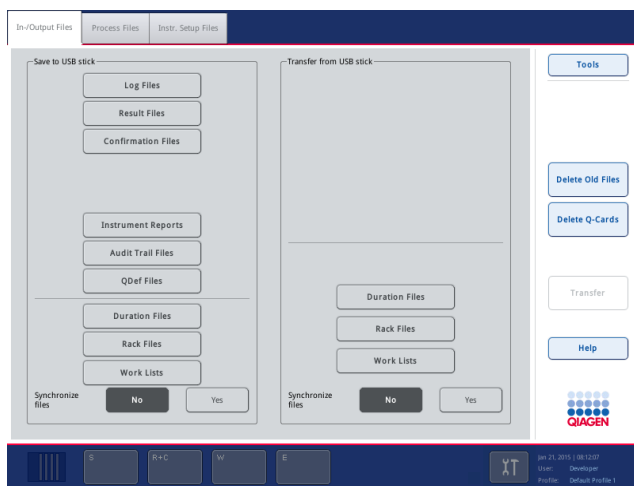 In-/Output Files
Process Files
Instr. Setup Files
Save to USB stick
Log Files
Result Files
Confirmation Files
Instrument Reports
Audit Trail Files
QDef Files
Duration Files
Rack Files
Work Lists
Synchronize
files
No
Yes
Transfer from USB stick
Duration Files
Rack Files
Work Lists
Synchronize
files
No
Yes
Tools
Delete Old Files
Delete Q-Cards
Transfer
Help
QIAGEN
S
R+C
W
E
Jan 21, 2015 | 08:12:07
User: Developer
Profile: Default Profile 1